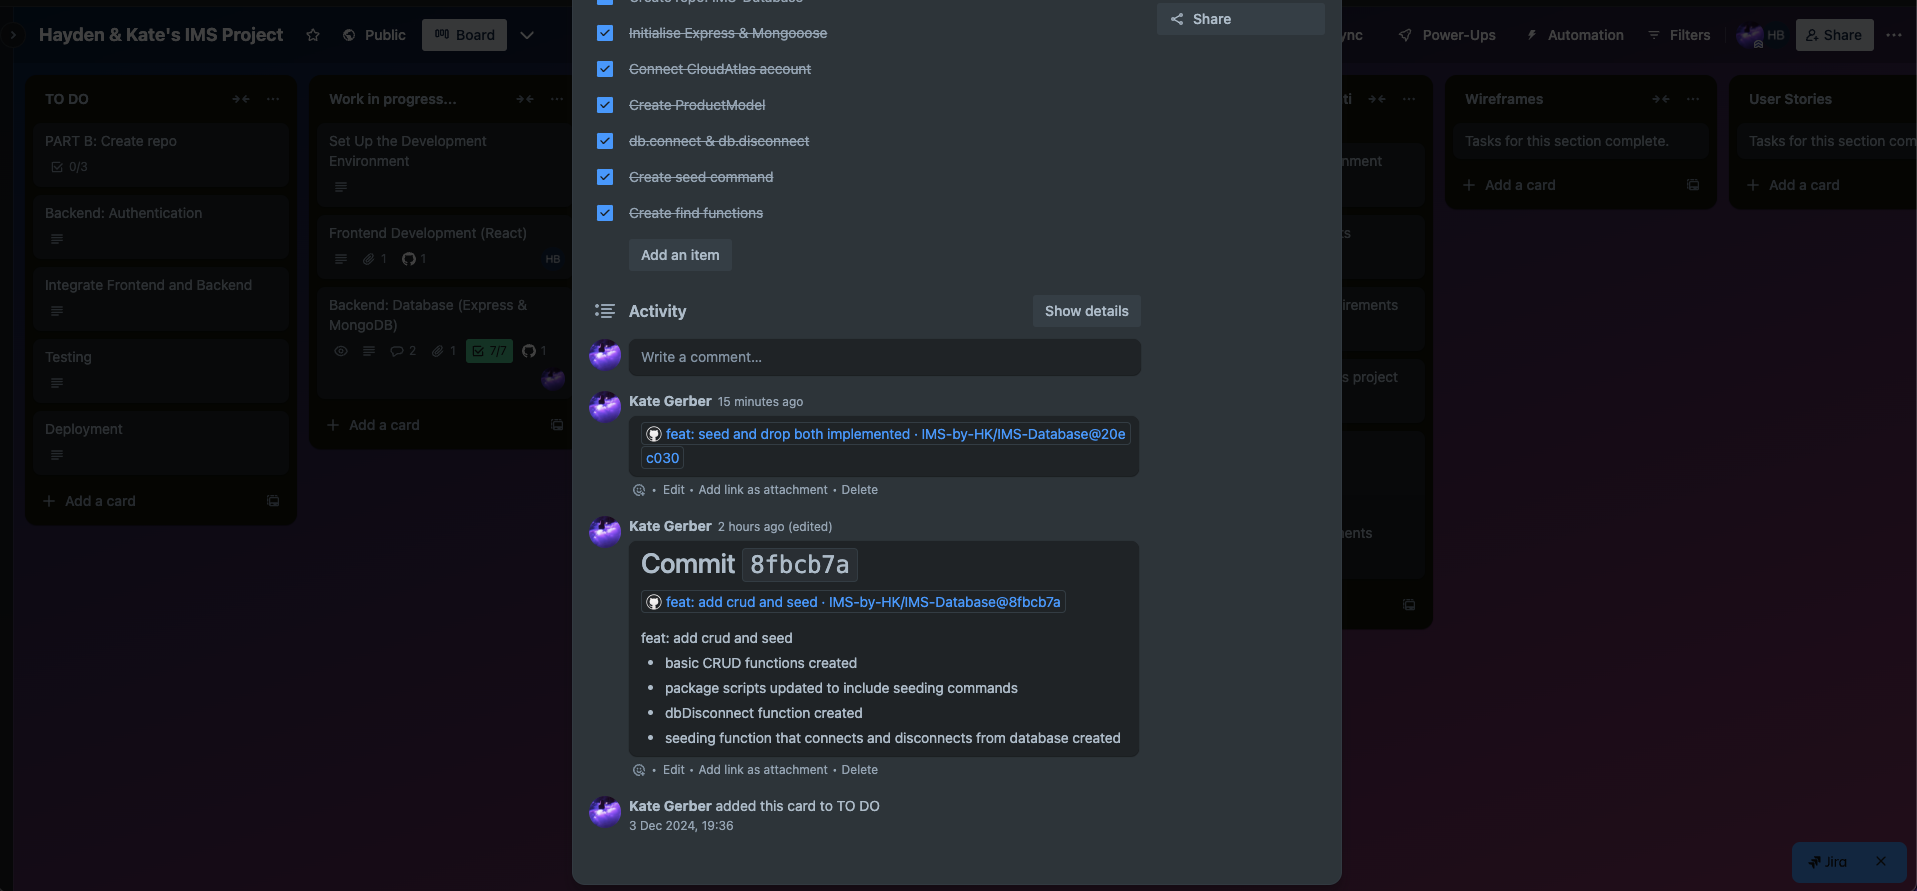 Hayden & Kate's IMS Project
Public
Board
Power-Ups
Automation
Filters
HB
Share
TO DO
PART B: Create repo
0/3
Backend: Authentication
Integrate Frontend and Backend
Testing
Deployment
Add a card
Work in progress...
Set Up the Development
Environment
Frontend Development (React)
1
1
HB
Backend: Database (Express &
MongoDB)
2
1
7/7
1
Add a card
Share
Initialise Express & Mongooose
Connect CloudAtlas account
Create ProductModel
db.connect & db.disconnect
Create seed command
Create find functions
Add an item
Activity
Show details
Write a comment...
Kate Gerber 15 minutes ago
feat: seed and drop both implemented · IMS-by-HK/IMS-Database@20e
c030
• Edit • Add link as attachment • Delete
Kate Gerber 2 hours ago (edited)
Commit 8fbcb7a
feat: add crud and seed · IMS-by-HK/IMS-Database@8fbcb7a
feat: add crud and seed
• basic CRUD functions created
• package scripts updated to include seeding commands
• dbDisconnect function created
• seeding function that connects and disconnects from database created
• Edit • Add link as attachment • Delete
Kate Gerber added this card to TO DO
3 Dec 2024, 19:36
Wireframes
Tasks for this section complete.
Add a card
User Stories
Tasks for this section com
Add a card
s project
Jira